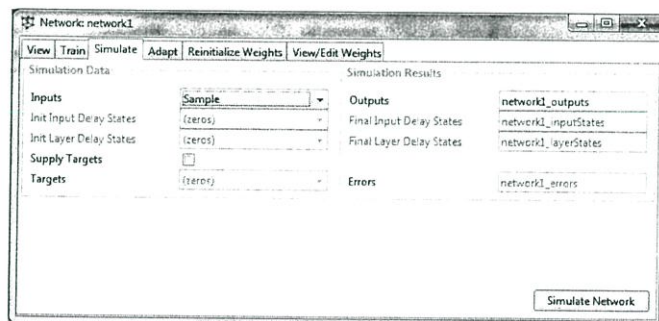 Network: network1
View Train Simulate Adapt Reinitialize Weights View/Edit Weights
Simulation Data
Simulation Results
Inputs Sample
Outputs network1_outputs
Init Input Delay States (zeros)
Final Input Delay States network1_inputStates
Init Layer Delay States (zeros)
Final Layer Delay States network1_layerStates
Supply Targets
Targets (zeros)
Errors network1_errors
Simulate Network